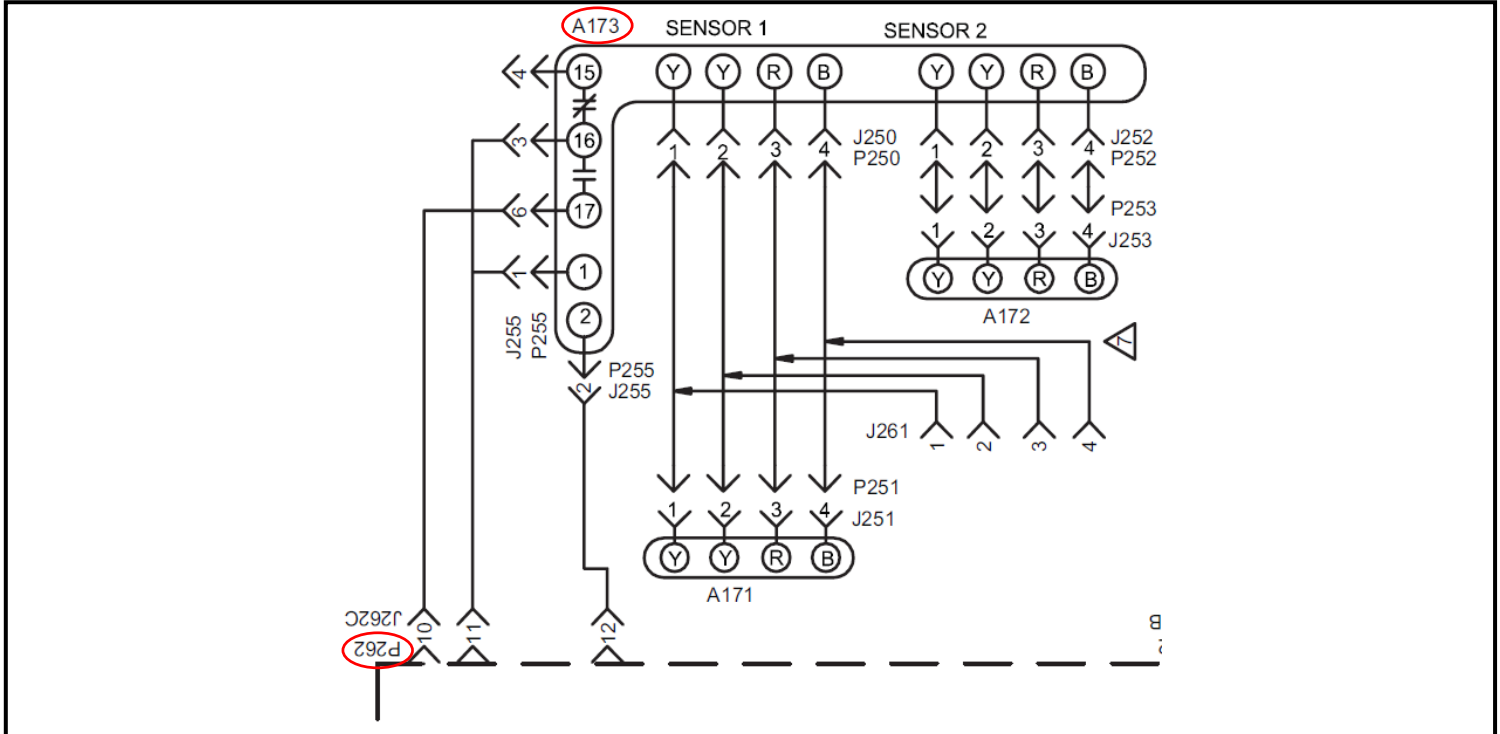 A173 SENSOR 1 SENSOR 2
4 15 Y Y R B Y Y R B
3 16 1 2 3 4 J250 1 2 3 4 J252
P250 P252
6 17 P253
1 2 3 4 J253
1 1 Y Y R B
2 A172
J255 P255
7
P255
2 J255
J261 1 2 3 4
P251
1 2 3 4 J251
Y Y R B
A171
J262C 10 11 12
P262